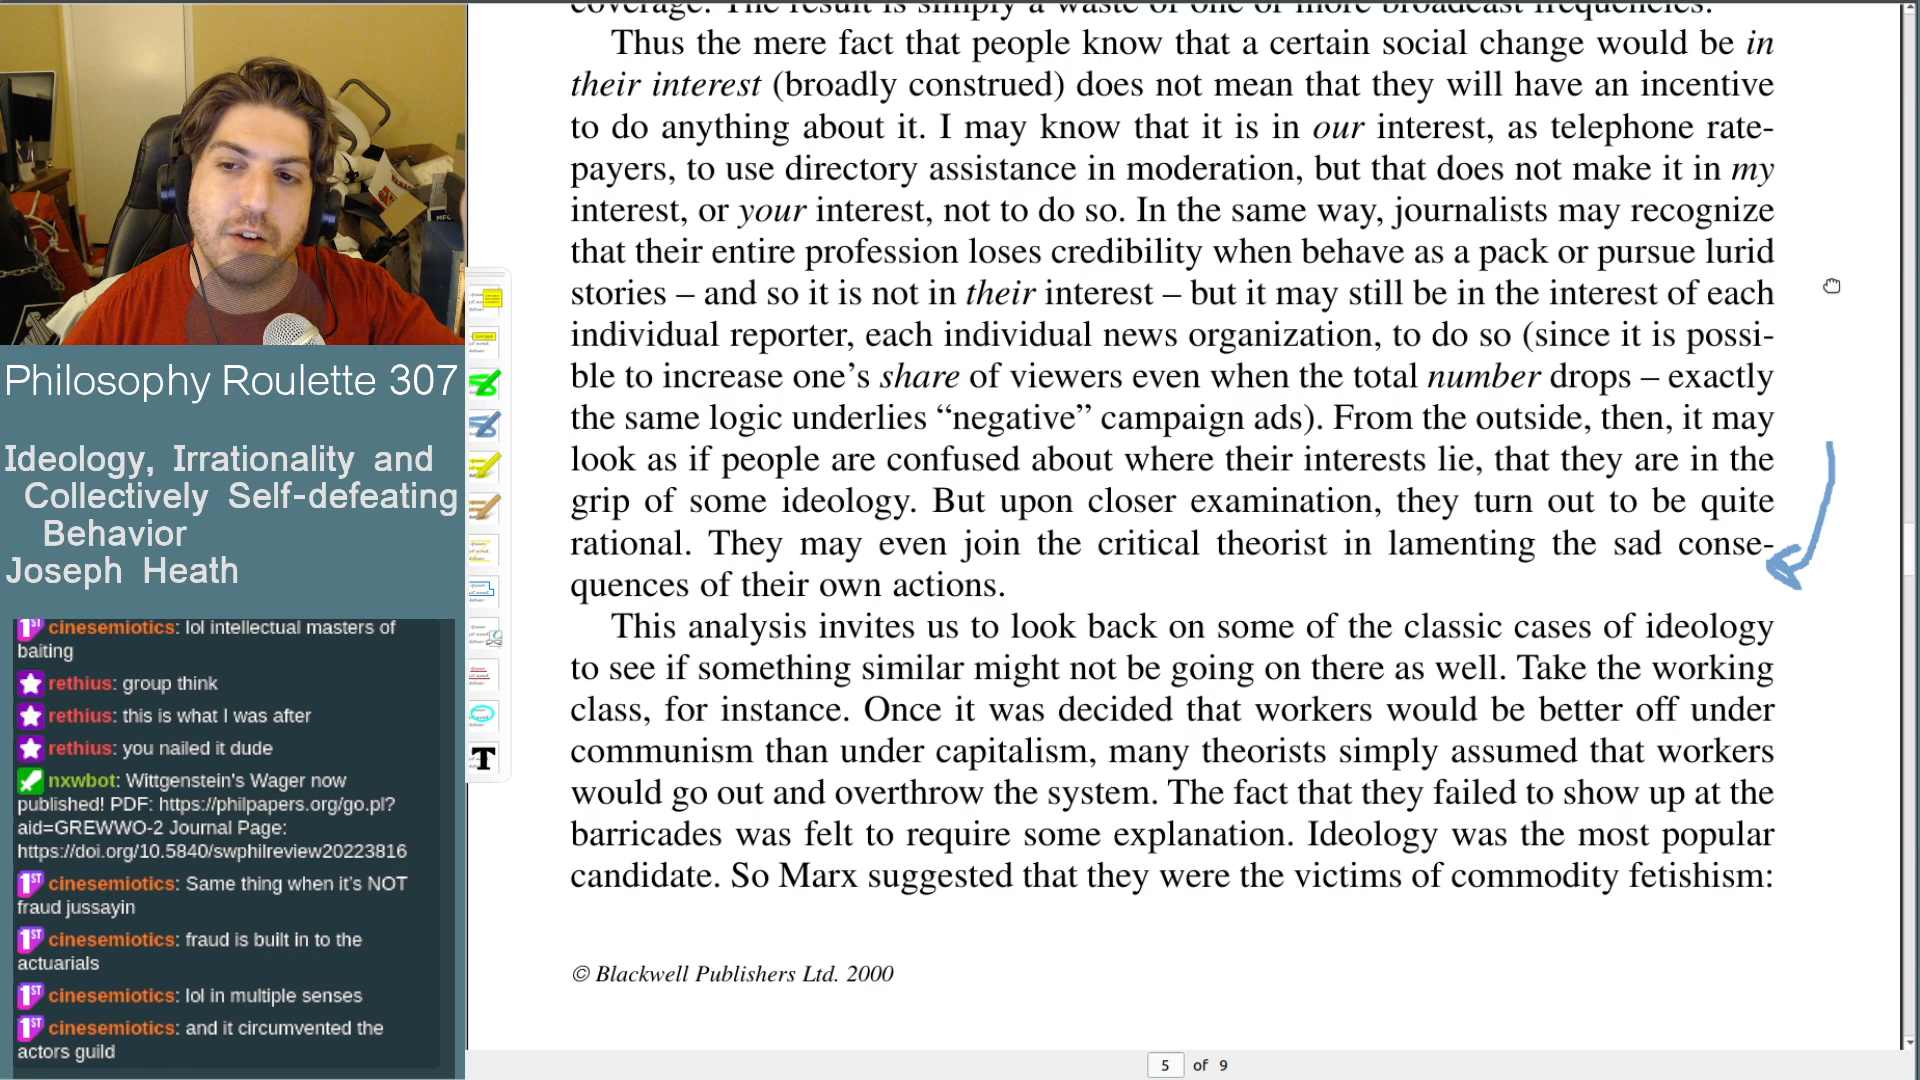 Philosophy Roulette 307
Ideology, Irrationality and
Collectively Self-defeating
Behavior
Joseph Heath
cinesemiotics: lol intellectual masters of
baiting
rethius: group think
rethius: this is what I was after
rethius: you nailed it dude
nxwbot: Wittgenstein's Wager now
published! PDF: https://philpapers.org/go.pl?
aid=GREWWO-2 Journal Page:
https://doi.org/10.5840/swphilreview20223816
cinesemiotics: Same thing when it's NOT
fraud jussayin
cinesemiotics: fraud is built in to the
actuarials
cinesemiotics: lol in multiple senses
cinesemiotics: and it circumvented the
actors guild
coverage. The result is simply a waste of one or more broadcast frequencies.
Thus the mere fact that people know that a certain social change would be in
their interest (broadly construed) does not mean that they will have an incentive
to do anything about it. I may know that it is in our interest, as telephone rate-
payers, to use directory assistance in moderation, but that does not make it in my
interest, or your interest, not to do so. In the same way, journalists may recognize
that their entire profession loses credibility when behave as a pack or pursue lurid
stories – and so it is not in their interest – but it may still be in the interest of each
individual reporter, each individual news organization, to do so (since it is possi-
ble to increase one's share of viewers even when the total number drops – exactly
the same logic underlies “negative” campaign ads). From the outside, then, it may
look as if people are confused about where their interests lie, that they are in the
grip of some ideology. But upon closer examination, they turn out to be quite
rational. They may even join the critical theorist in lamenting the sad conse-
quences of their own actions.
This analysis invites us to look back on some of the classic cases of ideology
to see if something similar might not be going on there as well. Take the working
class, for instance. Once it was decided that workers would be better off under
communism than under capitalism, many theorists simply assumed that workers
would go out and overthrow the system. The fact that they failed to show up at the
barricades was felt to require some explanation. Ideology was the most popular
candidate. So Marx suggested that they were the victims of commodity fetishism:
© Blackwell Publishers Ltd. 2000
5 of 9
T